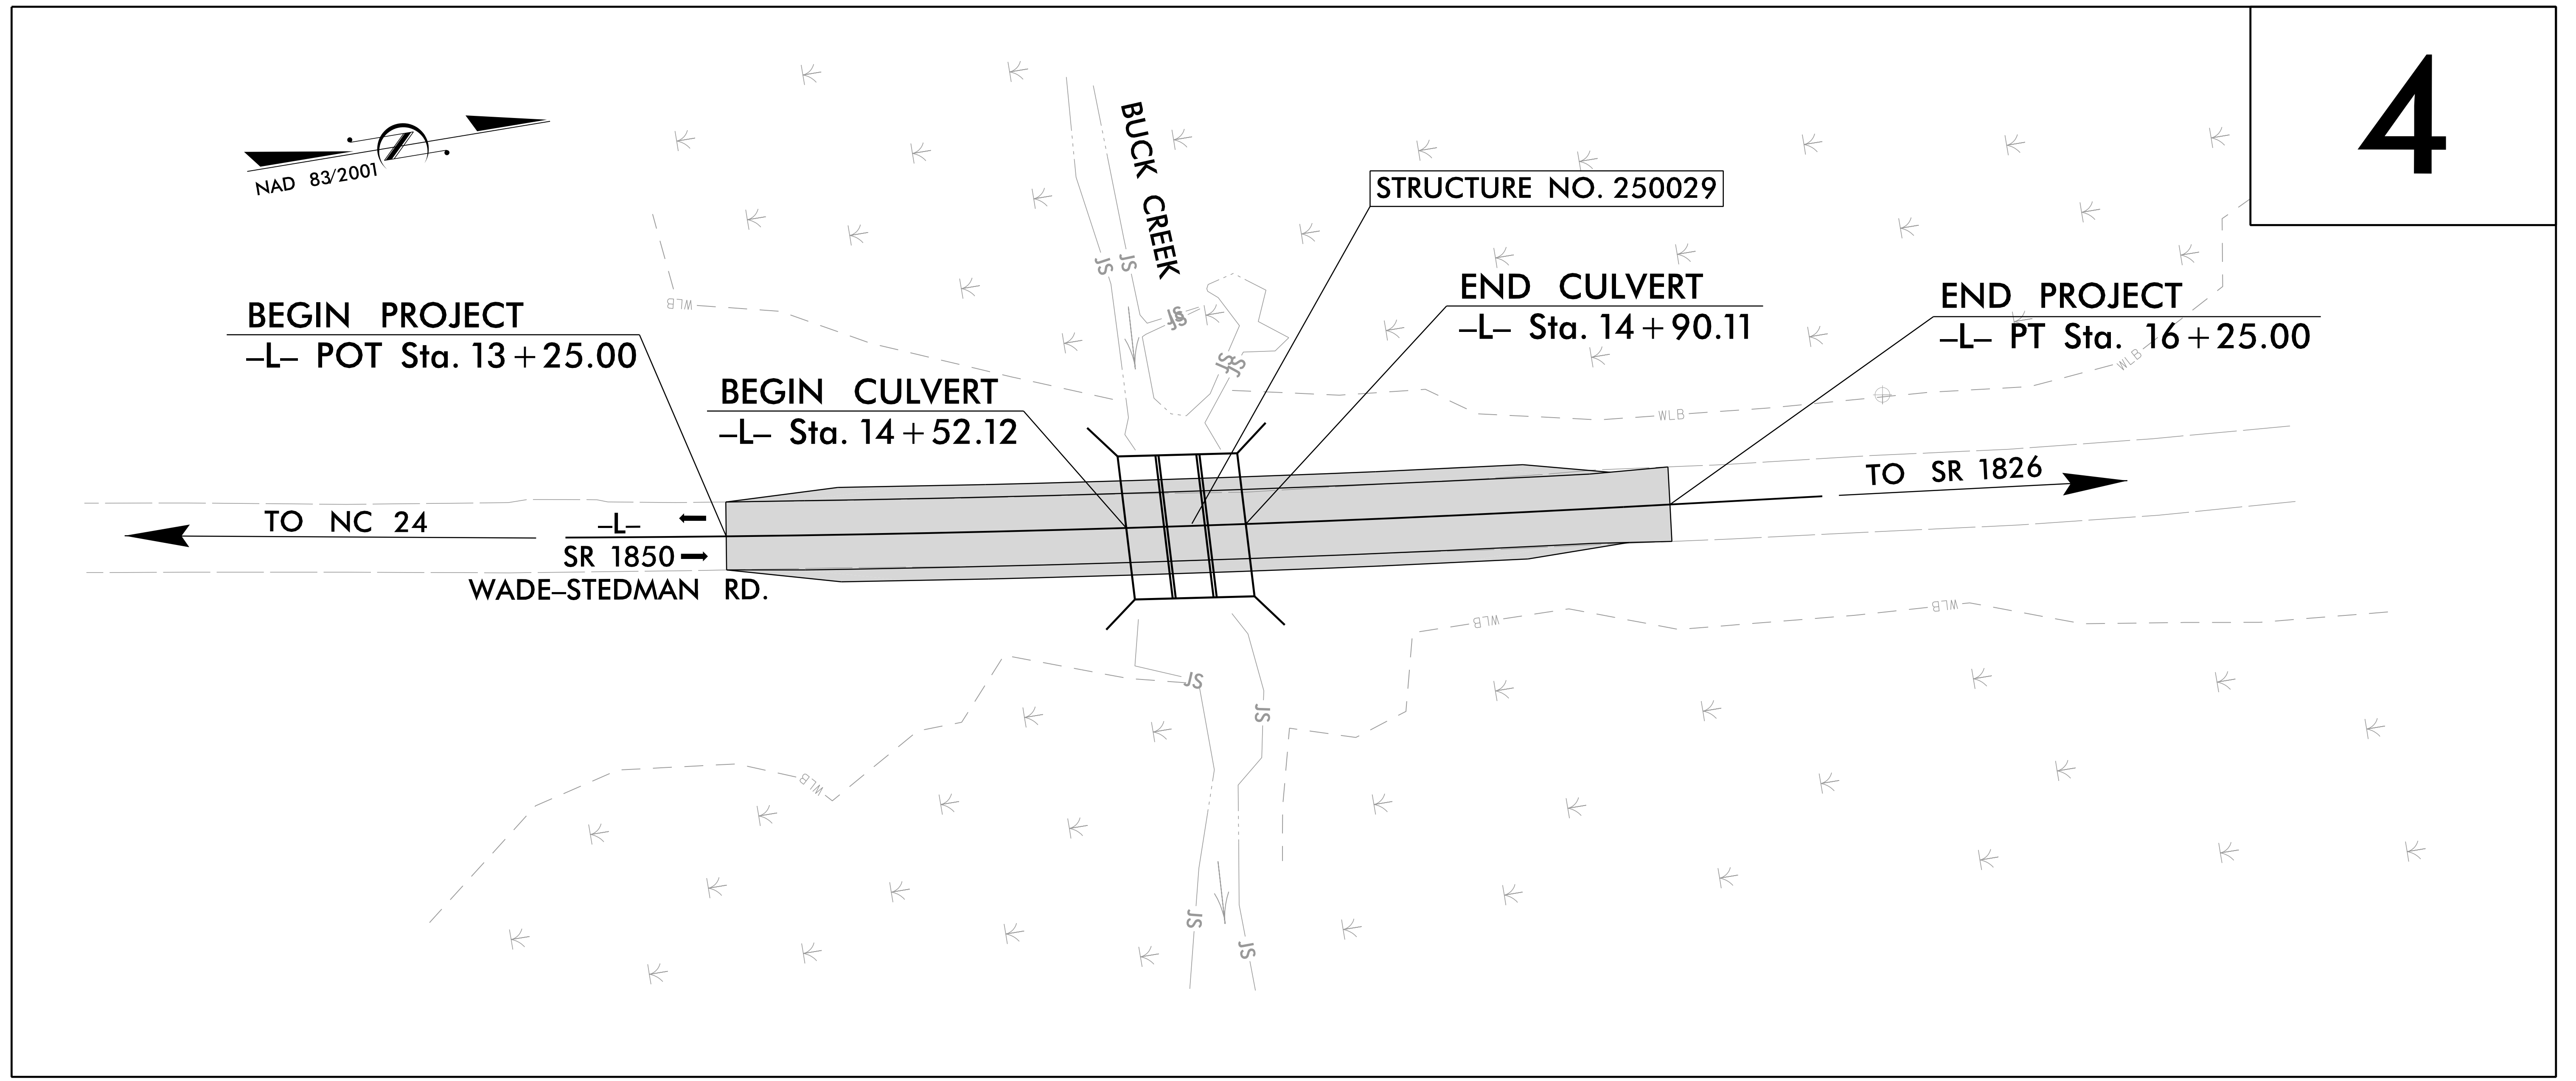 4
NAD 83/2001
BUCK CREEK
STRUCTURE NO. 250029
BEGIN PROJECT
–L– POT Sta. 13+25.00
BEGIN CULVERT
–L– Sta. 14+52.12
END CULVERT
–L– Sta. 14+90.11
END PROJECT
–L– PT Sta. 16+25.00
JS
JS
JS
JS
JS
JS
WLB
WLB
WLB
TO NC 24
–L–
SR 1850
WADE–STEDMAN RD.
TO SR 1826
WLB
WLB
WLB
JS
JS
JS
JS